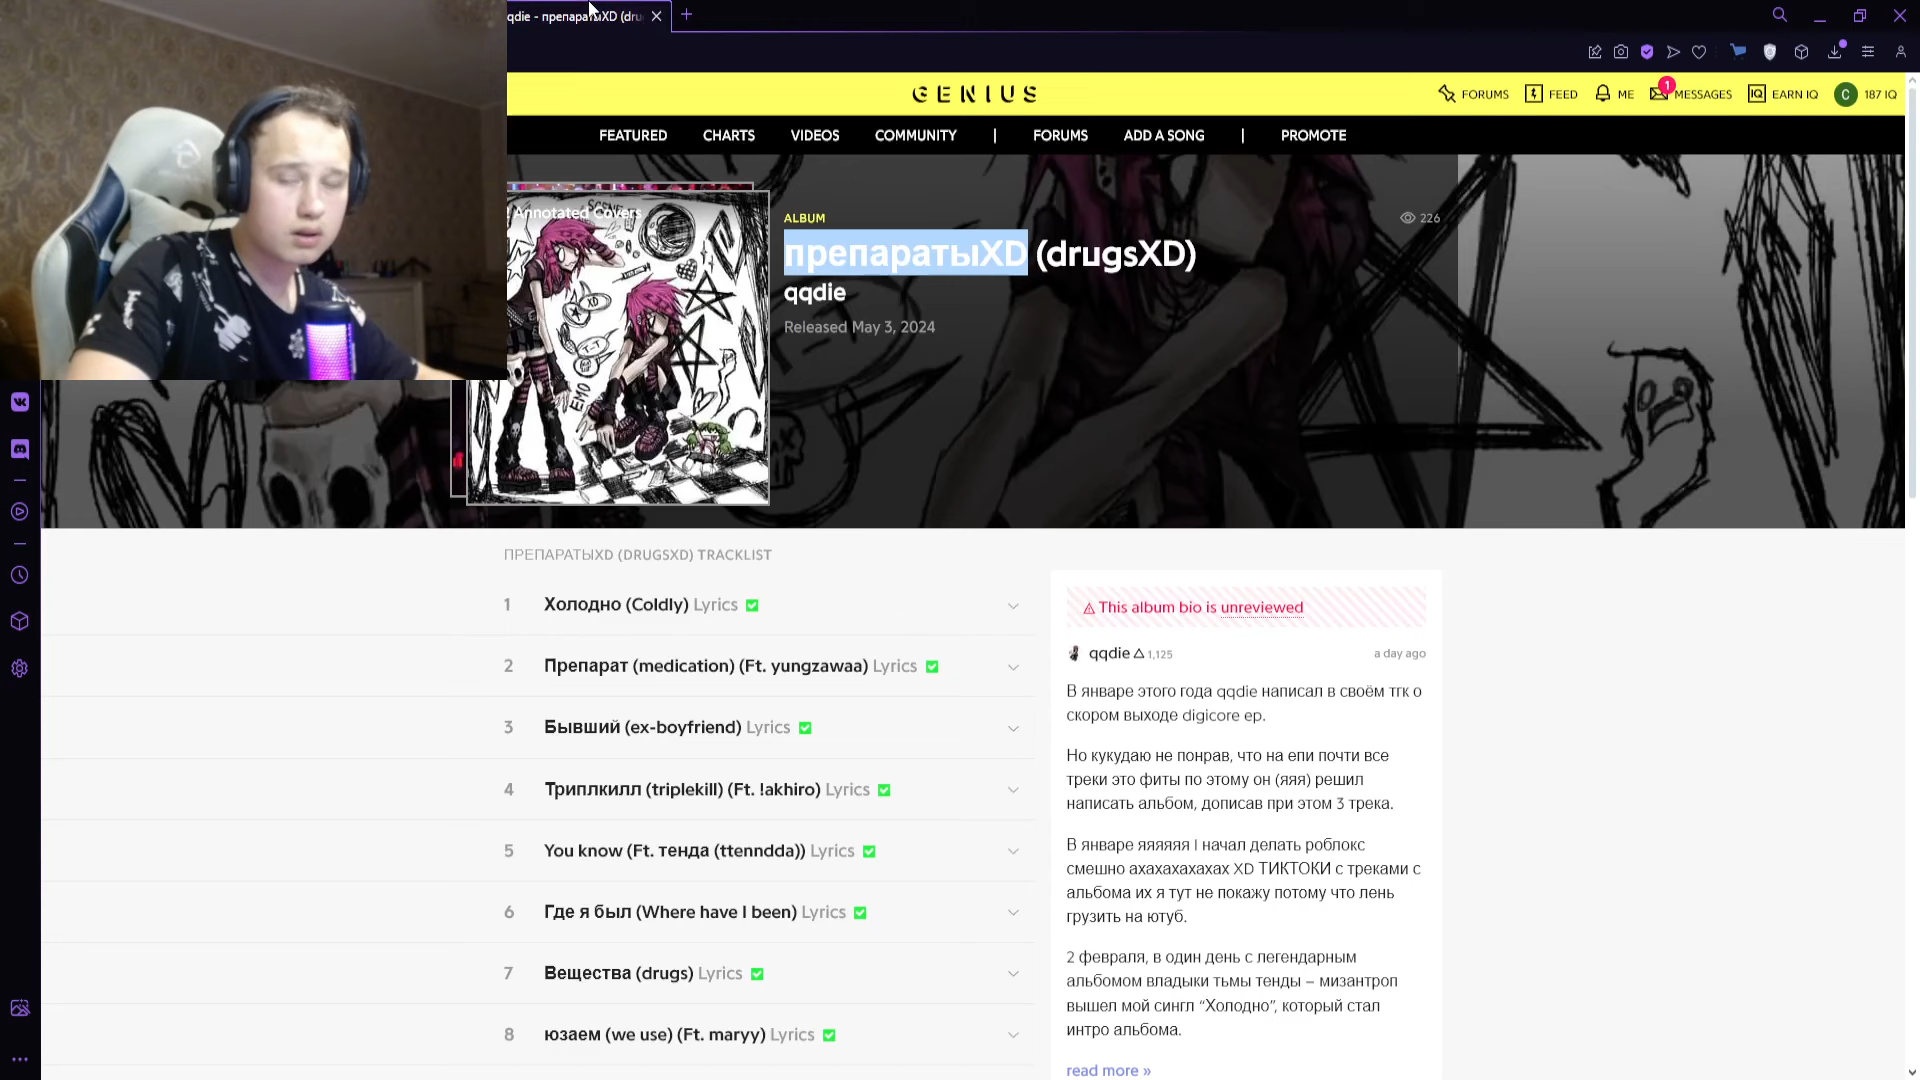 qqdie - препаратыXD (dru
GENIUS
FORUMS
FEED
ME
1
MESSAGES
IQ
EARN IQ
C
187 IQ
FEATURED
CHARTS
VIDEOS
COMMUNITY
|
FORUMS
ADD A SONG
|
PROMOTE
Annotated Covers
ALBUM
226
препаратыXD (drugsXD)
qqdie
Released May 3, 2024
XD
EMO
T-T
ПРЕПАРАТЫXD (DRUGSXD) TRACKLIST
1 Холодно (Coldly) Lyrics
2 Препарат (medication) (Ft. yungzawaa) Lyrics
3 Бывший (ex-boyfriend) Lyrics
4 Триплкилл (triplekill) (Ft. !akhiro) Lyrics
5 You know (Ft. тенда (ttenndda)) Lyrics
6 Где я был (Where have I been) Lyrics
7 Вещества (drugs) Lyrics
8 юзаем (we use) (Ft. maryy) Lyrics
This album bio is unreviewed
qqdie 1,125
a day ago
В январе этого года qqdie написал в своём тгк о
скором выходе digicore ep.
Но кукудаю не понрав, что на епи почти все
треки это фиты по этому он (яяя) решил
написать альбом, дописав при этом 3 трека.
В январе яяяяяя I начал делать роблокс
смешно ахахахахахах XD ТИКТОКИ с треками с
альбома их я тут не покажу потому что лень
грузить на ютуб.
2 февраля, в один день с легендарным
альбомом владыки тьмы тенды – мизантроп
вышел мой сингл “Холодно”, который стал
интро альбома.
read more »